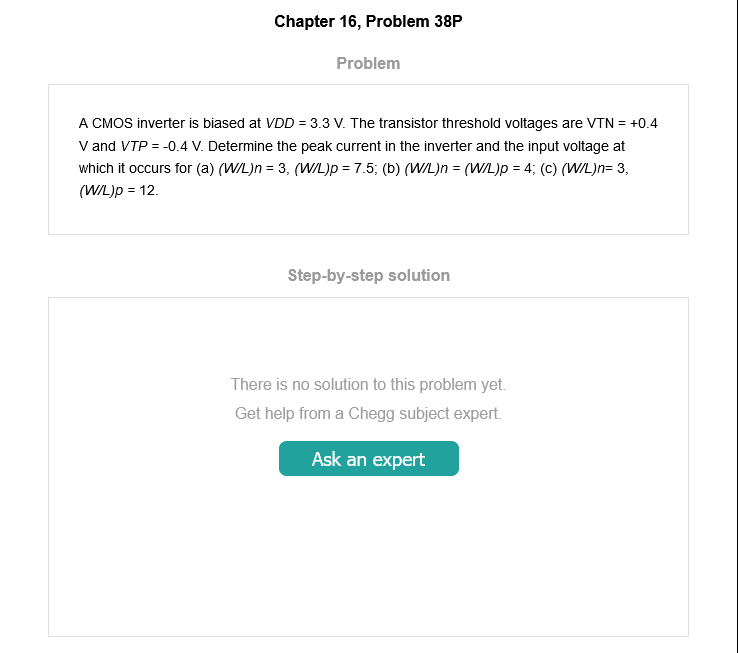 Chapter 16, Problem 38P
Problem
A CMOS inverter is biased at VDD = 3.3 V. The transistor threshold voltages are VTN = +0.4
V and VTP = -0.4 V. Determine the peak current in the inverter and the input voltage at
which it occurs for (a) (W/L)n = 3, (W/L)p = 7.5; (b) (W/L)n = (W/L)p = 4; (c) (W/L)n= 3,
(W/L)p = 12.
Step-by-step solution
There is no solution to this problem yet.
Get help from a Chegg subject expert.
Ask an expert